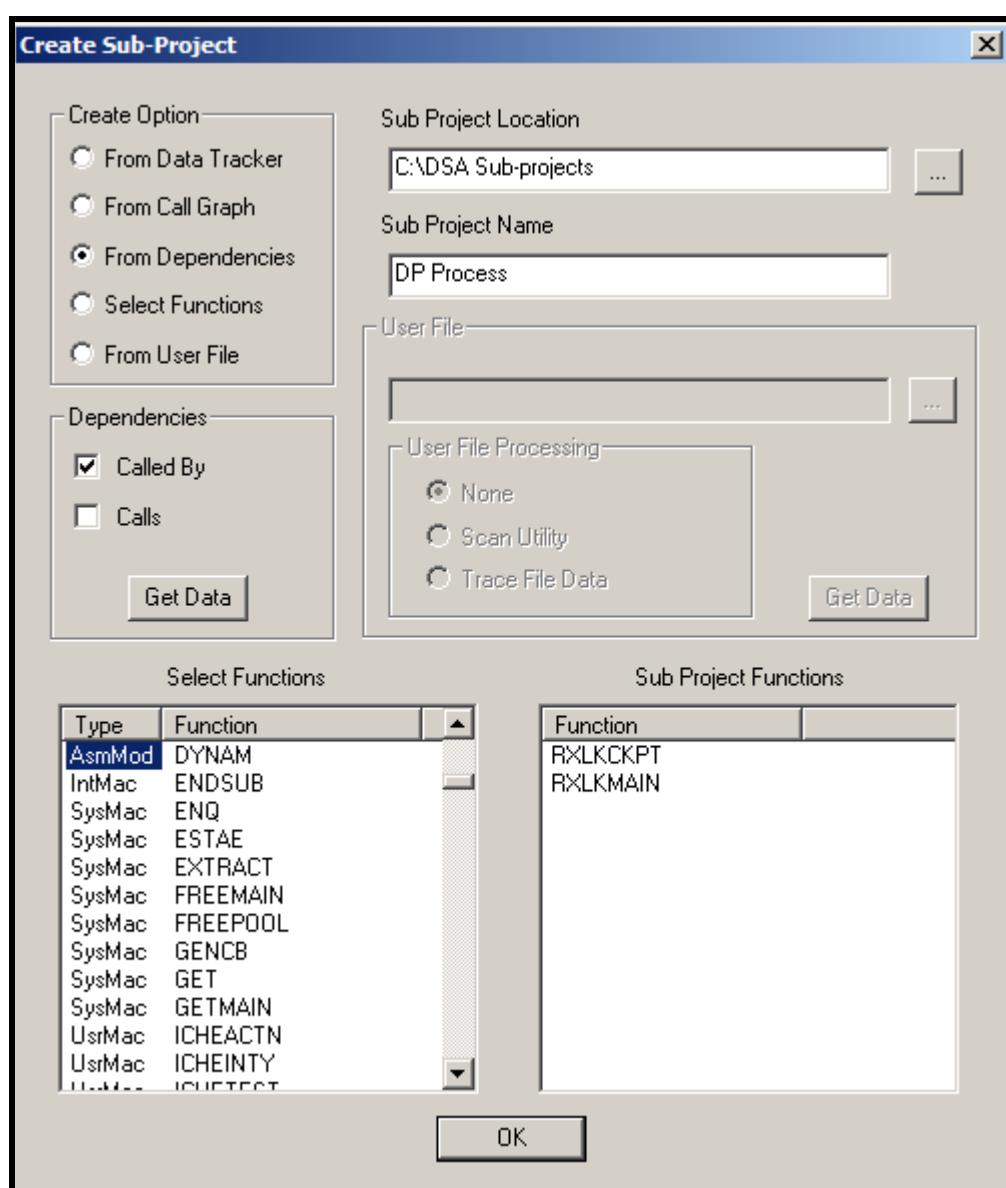 Create Sub-Project
Create Option
From Data Tracker
From Call Graph
From Dependencies
Select Functions
From User File
Sub Project Location
C:\DSA Sub-projects
...
Sub Project Name
DP Process
User File
...
User File Processing
None
Scan Utility
Trace File Data
Get Data
Dependencies
Called By
Calls
Get Data
Select Functions
Type Function
AsmMod DYNAM
IntMac ENDSUB
SysMac ENQ
SysMac ESTAE
SysMac EXTRACT
SysMac FREEMAIN
SysMac FREEPOOL
SysMac GENCB
SysMac GET
SysMac GETMAIN
UsrMac ICHEACTN
UsrMac ICHEINTY
Sub Project Functions
Function
RXLKCKPT
RXLKMAIN
OK